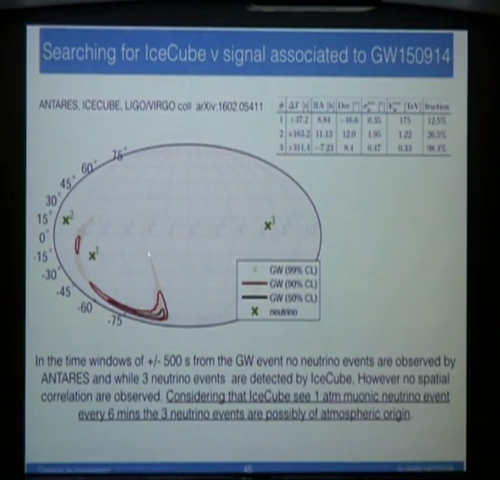 Searching for IceCube ν signal associated to GW150914
ANTARES, ICECUBE, LIGO/VIRGO coll arXiv:1602.05411
# ΔT [s] RA [h] Dec [°] [°] [TeV] fraction
1 +37.2 8.84 -16.6 0.35 175 12.5%
2 +163.2 11.13 12.0 1.95 1.22 26.5%
3 +311.4 -7.23 8.4 0.47 0.33 98.4%
75°
60°
45°
30°
15°
0°
-15°
-30°
-45
-60°
-75°
x2
x3
x1
GW (99% CL)
GW (90% CL)
GW (50% CL)
neutrino
In the time windows of +/- 500 s from the GW event no neutrino events are observed by
ANTARES and while 3 neutrino events are detected by IceCube, However no spatial
correlation are observed. Considering that IceCube see 1 atm muonic neutrino event
every 6 mins the 3 neutrino events are possibly of atmospheric origin.
45